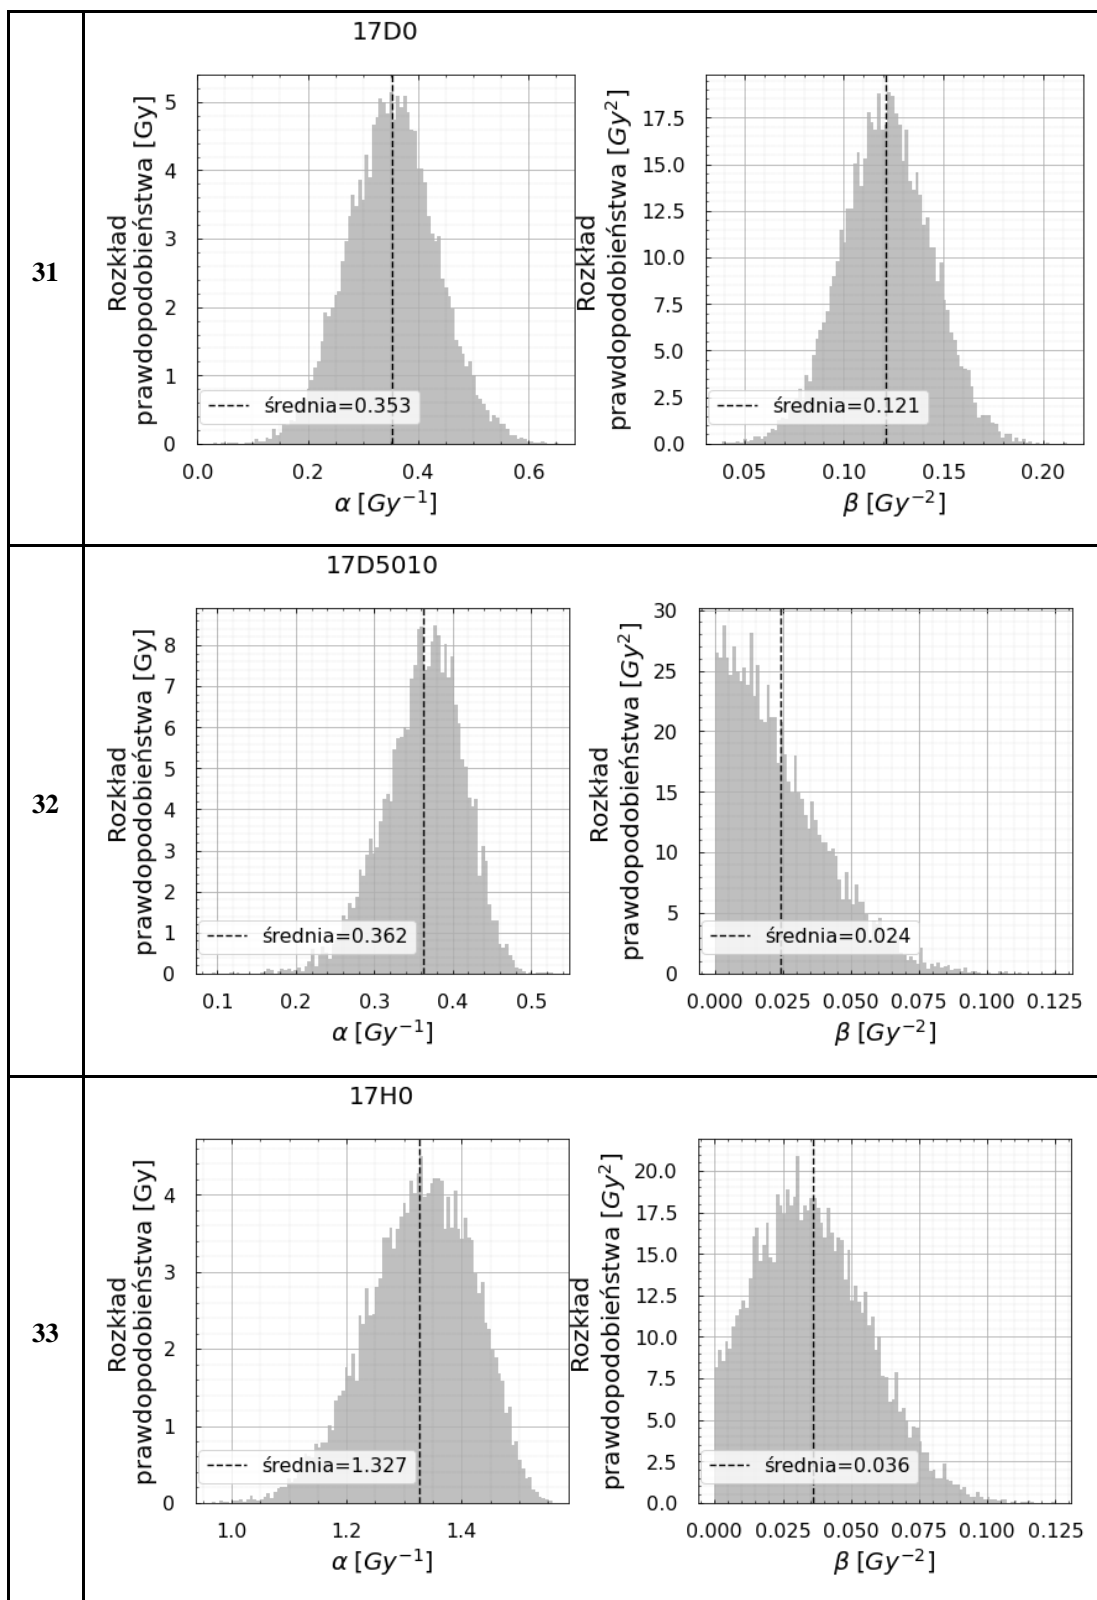 31
17D0
Rozkład
prawdopodobieństwa [Gy]
5
4
3
2
1
0
średnia=0.353
0.0 0.2 0.4 0.6
α [Gy⁻¹]
Rozkład
prawdopodobieństwa [Gy²]
17.5
15.0
12.5
10.0
7.5
5.0
2.5
0.0
średnia=0.121
0.05 0.10 0.15 0.20
β [Gy⁻²]
32
17D5010
Rozkład
prawdopodobieństwa [Gy]
8
7
6
5
4
3
2
1
0
średnia=0.362
0.1 0.2 0.3 0.4 0.5
α [Gy⁻¹]
Rozkład
prawdopodobieństwa [Gy²]
30
25
20
15
10
5
0
średnia=0.024
0.000 0.025 0.050 0.075 0.100 0.125
β [Gy⁻²]
33
17H0
Rozkład
prawdopodobieństwa [Gy]
4
3
2
1
0
średnia=1.327
1.0 1.2 1.4
α [Gy⁻¹]
Rozkład
prawdopodobieństwa [Gy²]
20.0
17.5
15.0
12.5
10.0
7.5
5.0
2.5
0.0
średnia=0.036
0.000 0.025 0.050 0.075 0.100 0.125
β [Gy⁻²]